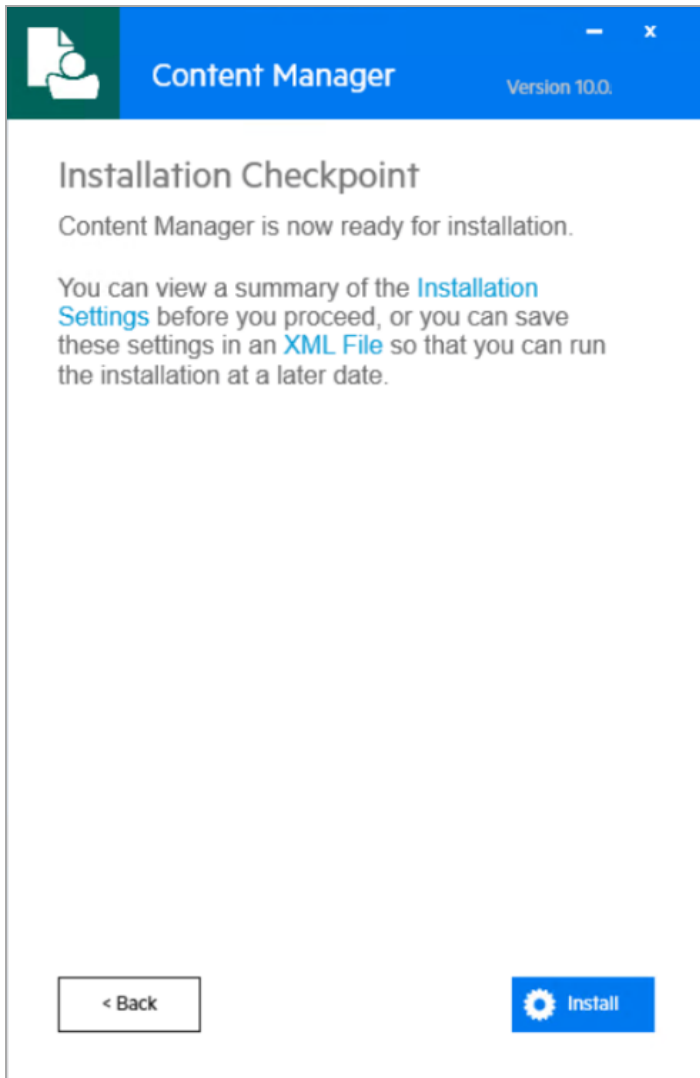 Content Manager
Version 10.0.
Installation Checkpoint
Content Manager is now ready for installation.
You can view a summary of the Installation
Settings before you proceed, or you can save
these settings in an XML File so that you can run
the installation at a later date.
< Back
Install